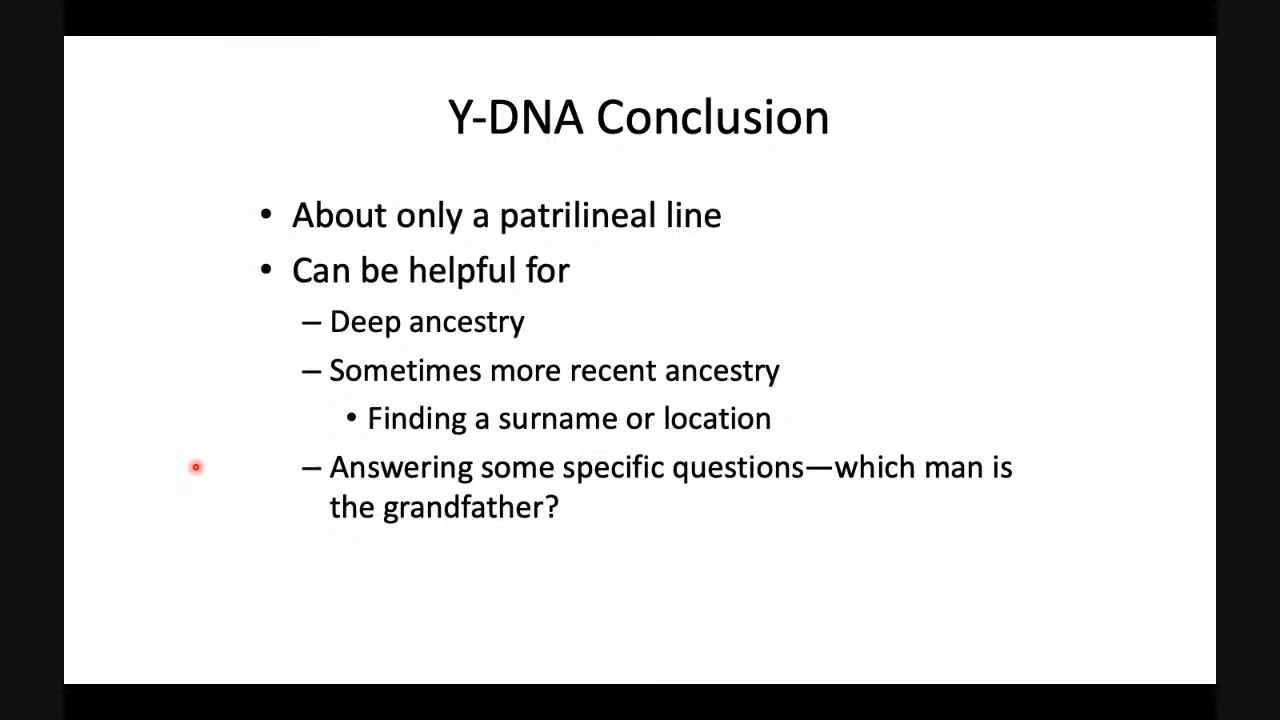 Y-DNA Conclusion
• About only a patrilineal line
• Can be helpful for
– Deep ancestry
– Sometimes more recent ancestry
• Finding a surname or location
– Answering some specific questions—which man is
the grandfather?